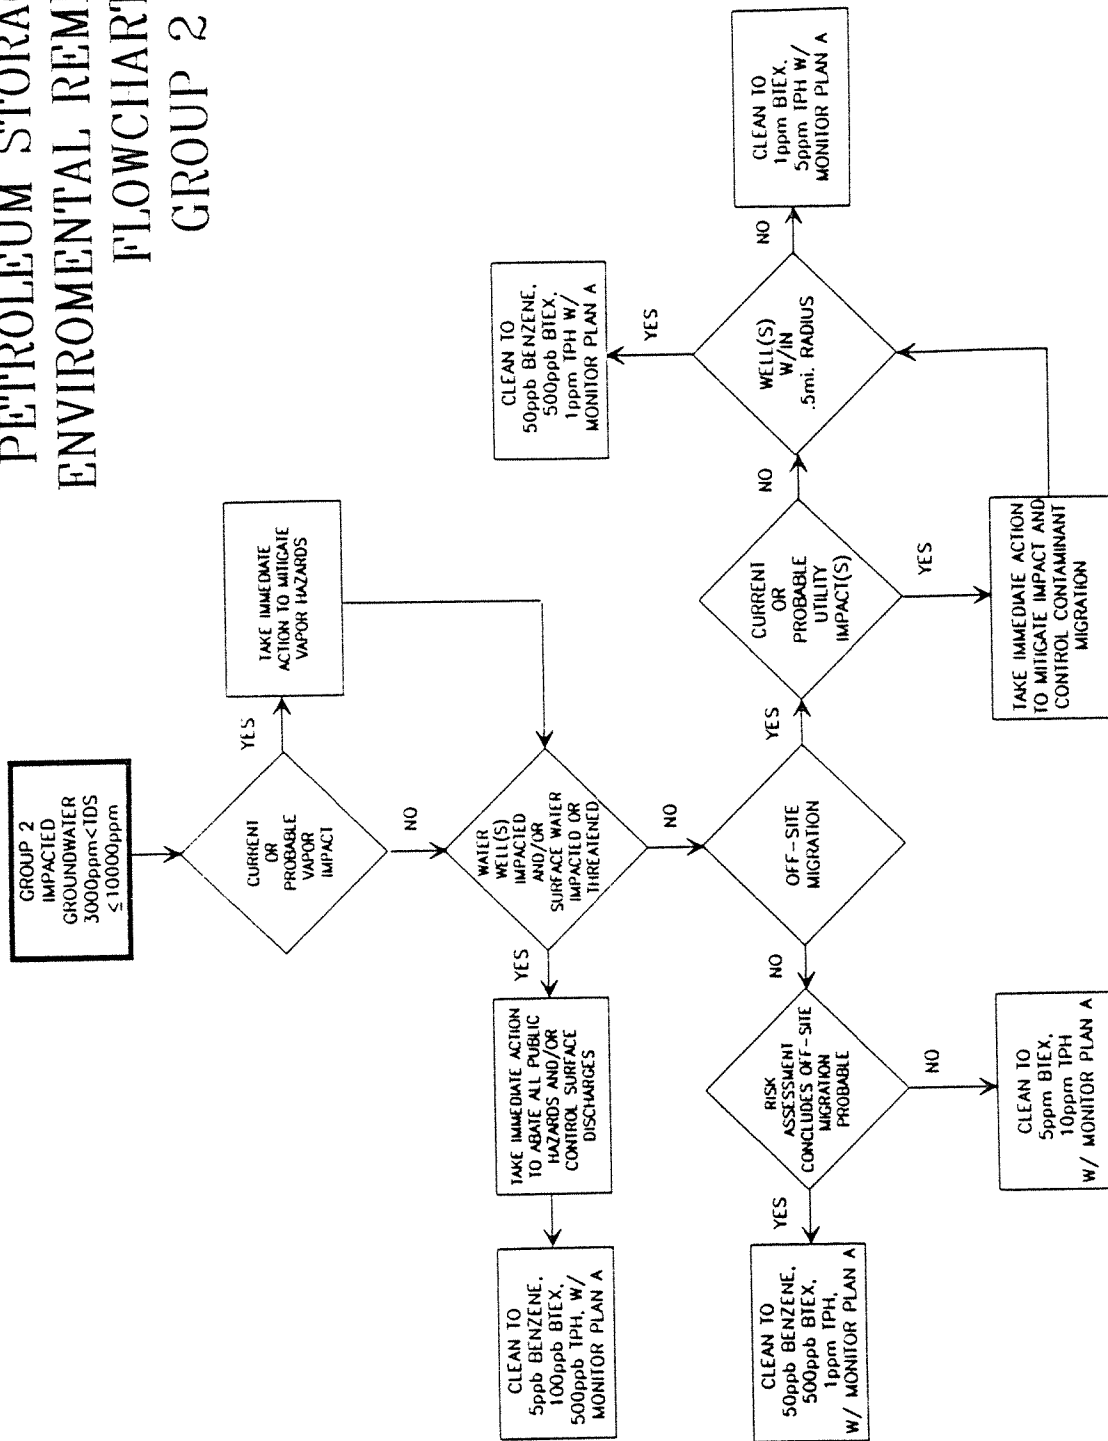 PETROLEUM
ENVIROMENTAL
FLOWCHART
GROUP 2
GROUP 2
IMPACTED
GROUNDWATER
3000ppm<TDS
≤10000ppm
CURRENT
OR
PROBABLE
VAPOR
IMPACT
YES
TAKE IMMEDIATE
ACTION TO MITIGATE
VAPOR HAZARDS
NO
WATER
WELL(S)
IMPACTED
AND/OR
SURFACE WATER
IMPACTED OR
THREATENED
YES
TAKE IMMEDIATE ACTION
TO ABATE ALL PUBLIC
HAZARDS AND/OR
CONTROL SURFACE
DISCHARGES
CLEAN TO
5ppb BENZENE,
100ppb BTEX,
500ppb TPH, W/
MONITOR PLAN A
NO
OFF-SITE
MIGRATION
NO
RISK
ASSESSMENT
CONCLUDES OFF-SITE
MIGRATION
PROBABLE
YES
CLEAN TO
50ppb BENZENE,
500ppb BTEX,
1ppm TPH,
W/ MONITOR PLAN A
NO
CLEAN TO
5ppm BTEX,
10ppm TPH
W/ MONITOR PLAN A
YES
CURRENT
OR
PROBABLE
UTILITY
IMPACT(S)
YES
TAKE IMMEDIATE ACTION
TO MITIGATE IMPACT AND
CONTROL CONTAMINANT
MIGRATION
NO
WELL(S)
W/IN
.5mi. RADIUS
YES
CLEAN TO
50ppb BENZENE,
500ppb BTEX,
1ppm TPH W/
MONITOR PLAN A
NO
CLEAN TO
1ppm BTEX,
5ppm TPH W/
MONITOR PLAN A